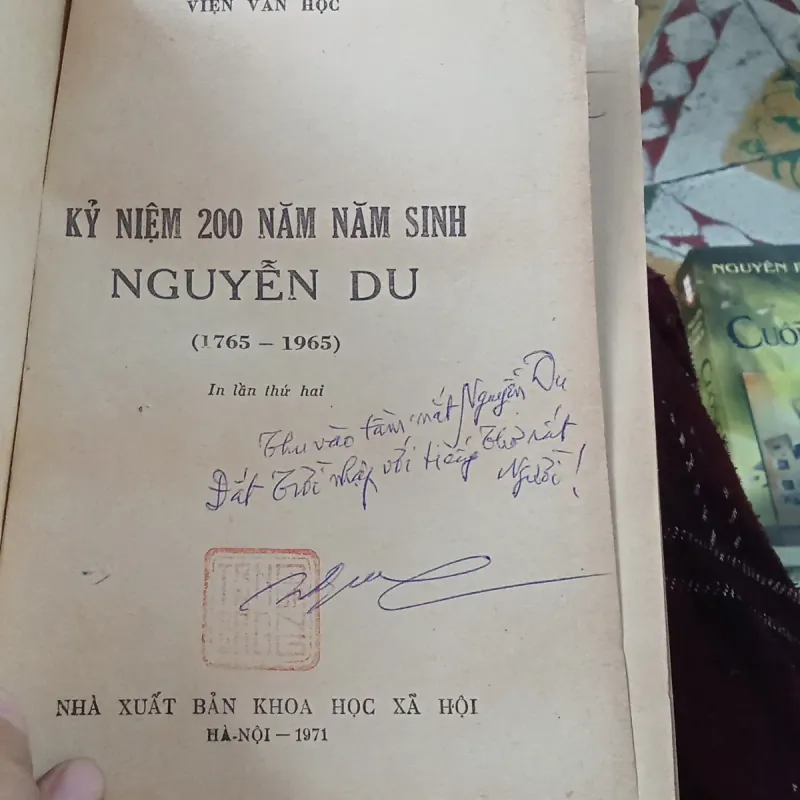 VIỆN VĂN HỌC
KỶ NIỆM 200 NĂM NĂM SINH
NGUYỄN DU
(1765 – 1965)
In lần thứ hai
Thu vào tầm mắt Nguyễn Du
Đất Trời nhập với tiếng thơ rất
Người!
NHÀ XUẤT BẢN KHOA HỌC XÃ HỘI
HÀ-NỘI – 1971
NGUYÊN
CUỘ